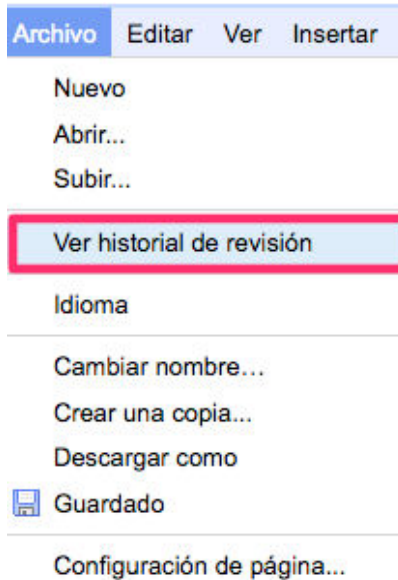 Archivo Editar Ver Insertar
Nuevo
Abrir...
Subir...
Ver historial de revisión
Idioma
Cambiar nombre...
Crear una copia...
Descargar como
Guardado
Configuración de página...